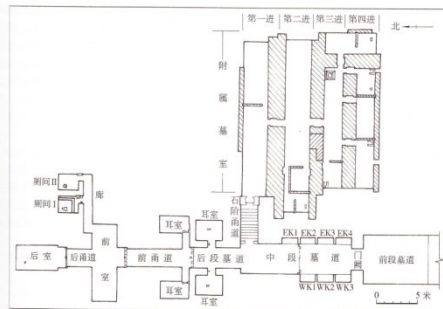 第一进 第二进 第三进 第四进
北
附属墓室
厕间II
厕间I
廊
耳室
耳室
石阶甬道
EK1 EK2 EK3 EK4
后室
后甬道
前室
前甬道
后段墓道
中段墓道
门阙
前段墓道
耳室
耳室
WK1 WK2 WK3
0 5 米